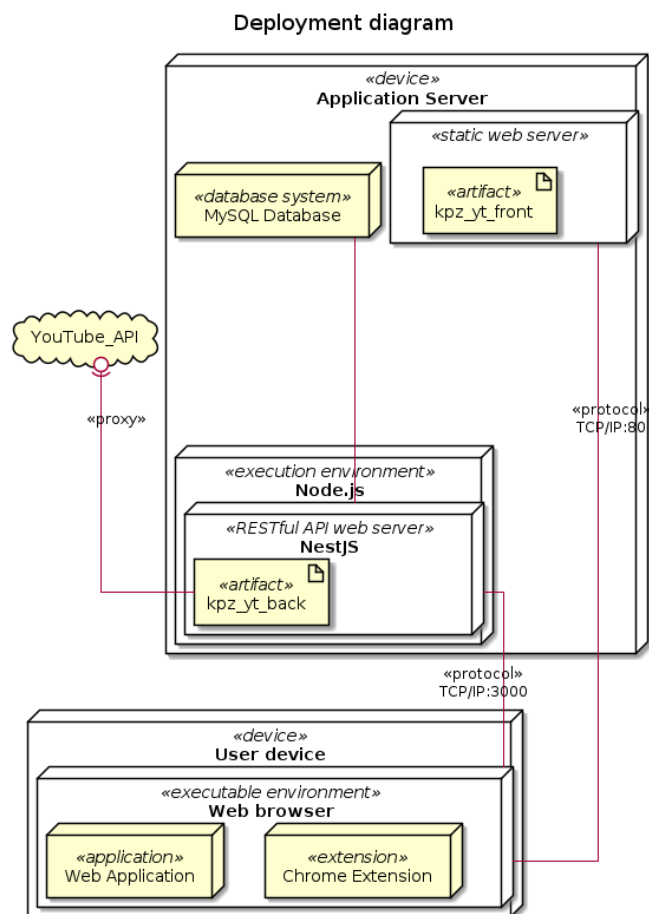 Deployment diagram
«device»
Application Server
«static web server»
«database system»
MySQL Database
«artifact»
kpz_yt_front
YouTube_API
«proxy»
«protocol»
TCP/IP:80
«execution environment»
Node.js
«RESTful API web server»
NestJS
«artifact»
kpz_yt_back
«protocol»
TCP/IP:3000
«device»
User device
«executable environment»
Web browser
«application»
Web Application
«extension»
Chrome Extension